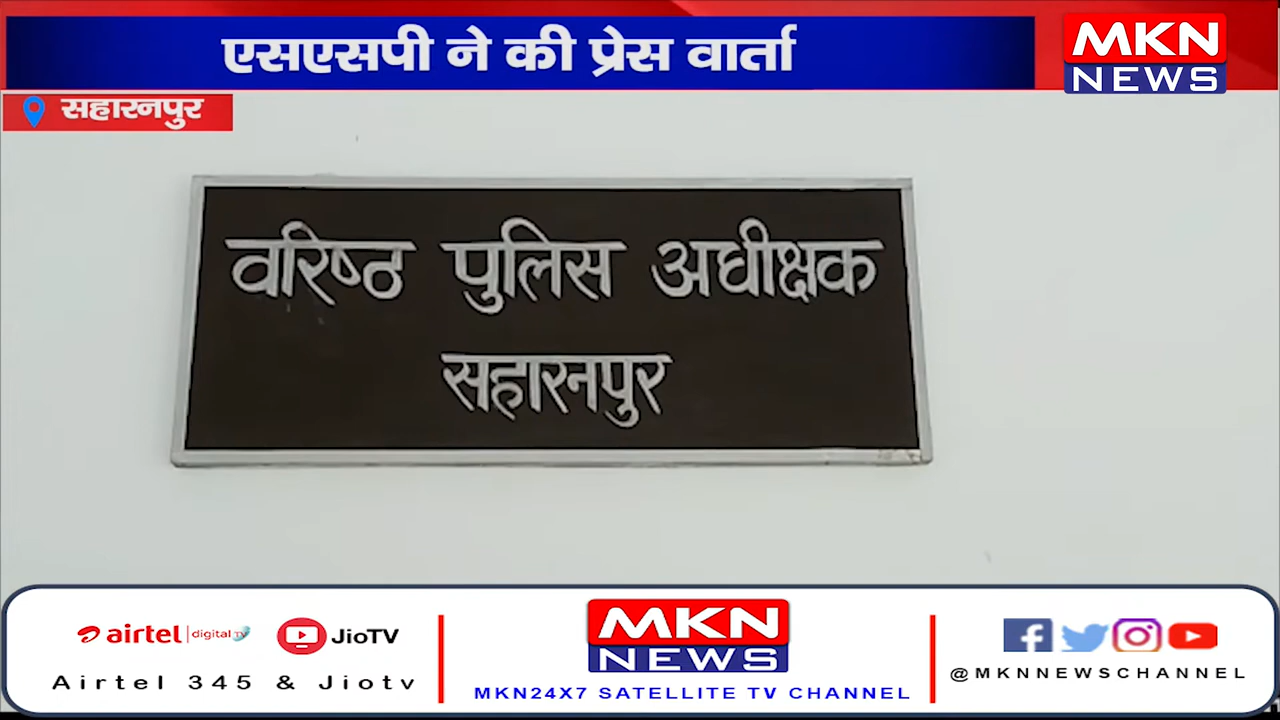 एसएसपी ने की प्रेस वार्ता
MKN
NEWS
सहारनपुर
वरिष्ठ पुलिस अधीक्षक
सहारनपुर
airtel digital TV
JioTV
Airtel 345 & Jiotv
MKN
NEWS
MKN24X7 SATELLITE TV CHANNEL
@MKNNEWSCHANNEL